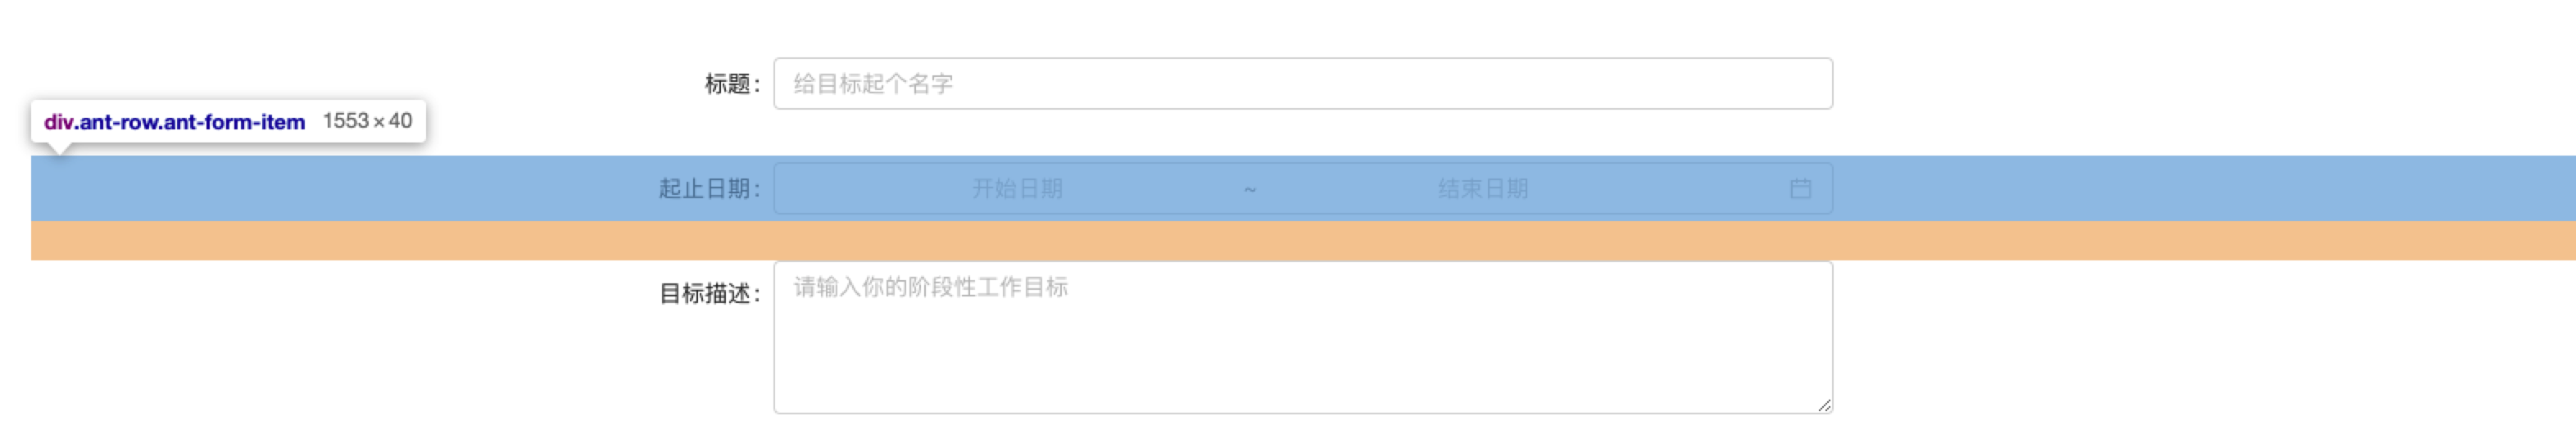 标题:
给目标起个名字
div.ant-row.ant-form-item 1553×40
起止日期:
开始日期 ~ 结束日期
目标描述:
请输入你的阶段性工作目标